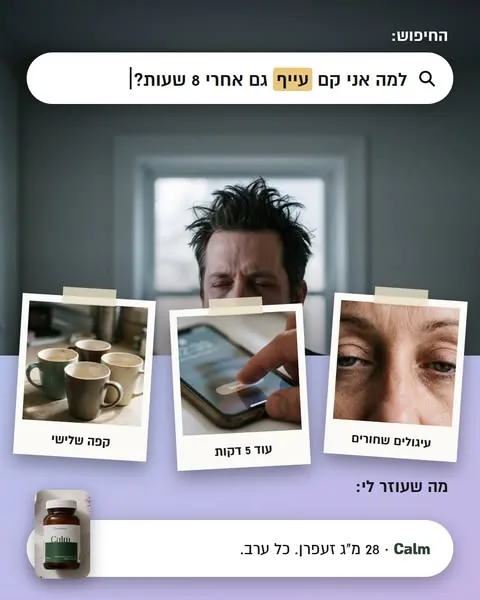 החיפוש:
למה אני קם עייף גם אחרי 8 שעות?
עיגולים שחורים
עוד 5 דקות
קפה שלישי
מה שעוזר לי:
Calm · 28 מ"ג זעפרן. כל ערב.
Calm